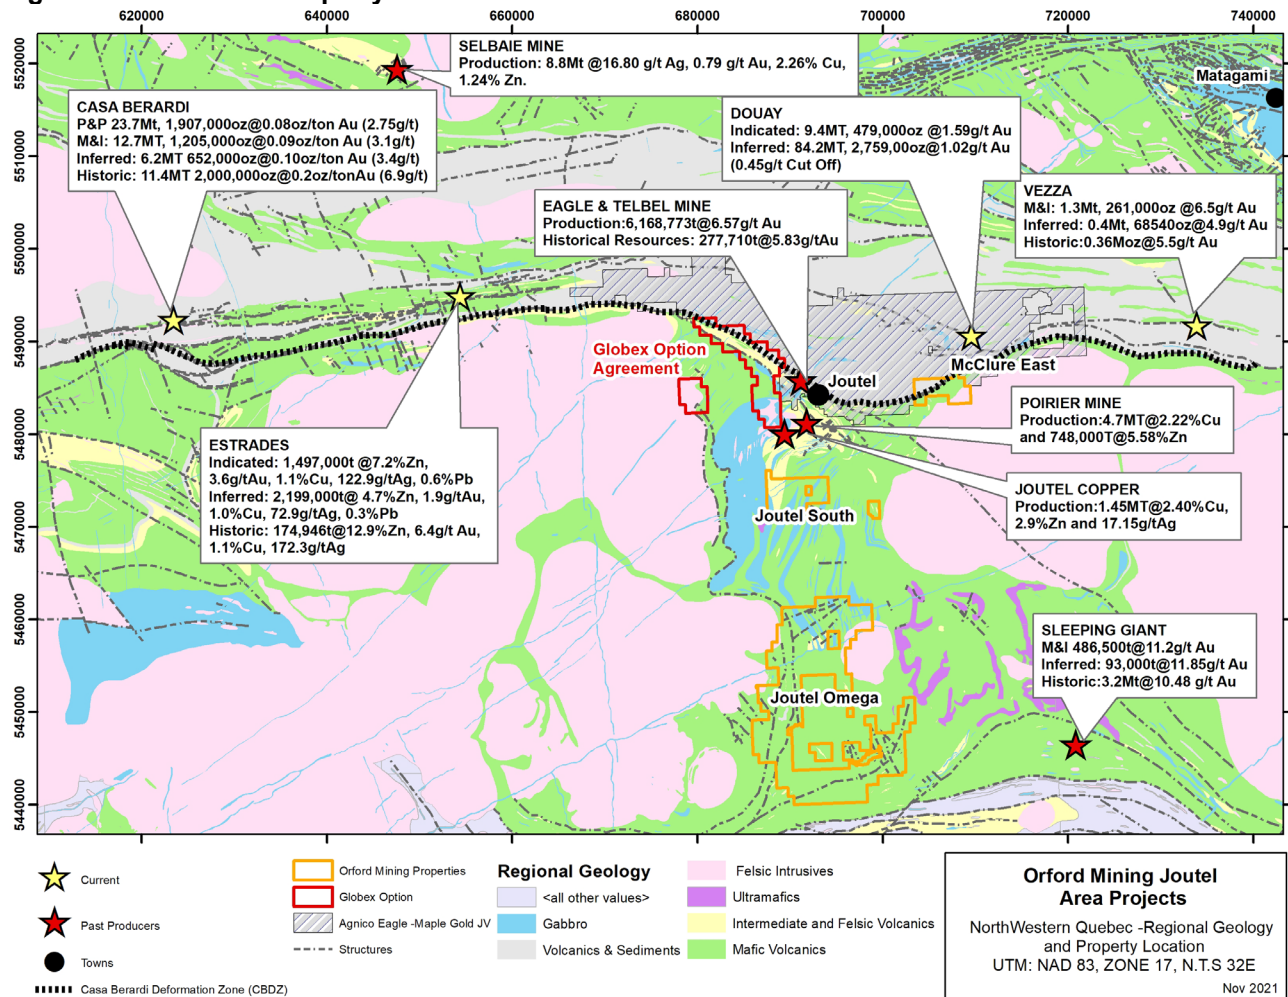 620000
640000
660000
680000
700000
720000
740000
5520000
5510000
5500000
5490000
5480000
5470000
5460000
5450000
5440000
SELBAIE MINE
Production: 8.8Mt @16.80 g/t Ag, 0.79 g/t Au, 2.26% Cu,
1.24% Zn.
Matagami
CASA BERARDI
P&P 23.7Mt, 1,907,000oz@0.08oz/ton Au (2.75g/t)
M&I: 12.7MT, 1,205,000oz@0.09oz/ton Au (3.1g/t)
Inferred: 6.2MT 652,000oz@0.10oz/ton Au (3.4g/t)
Historic: 11.4MT 2,000,000oz@0.2oz/tonAu (6.9g/t)
DOUAY
Indicated: 9.4MT, 479,000oz @1.59g/t Au
Inferred: 84.2MT, 2,759,00oz@1.02g/t Au
(0.45g/t Cut Off)
EAGLE & TELBEL MINE
Production:6,168,773t@6.57g/t Au
Historical Resources: 277,710t@5.83g/tAu
VEZZA
M&I: 1.3Mt, 261,000oz @6.5g/t Au
Inferred: 0.4Mt, 68540oz@4.9g/t Au
Historic:0.36Moz@5.5g/t Au
Globex Option
Agreement
Joutel
McClure East
POIRIER MINE
Production:4.7MT@2.22%Cu
and 748,000T@5.58%Zn
ESTRADES
Indicated: 1,497,000t @7.2%Zn,
3.6g/tAu, 1.1%Cu, 122.9g/tAg, 0.6%Pb
Inferred: 2,199,000t@ 4.7%Zn, 1.9g/tAu,
1.0%Cu, 72.9g/tAg, 0.3%Pb
Historic: 174,946t@12.9%Zn, 6.4g/t Au,
1.1%Cu, 172.3g/tAg
JOUTEL COPPER
Production:1.45MT@2.40%Cu,
2.9%Zn and 17.15g/tAg
Joutel South
SLEEPING GIANT
M&I 486,500t@11.2g/t Au
Inferred: 93,000t@11.85g/t Au
Historic:3.2Mt@10.48 g/t Au
Joutel Omega
Current
Past Producers
Towns
Casa Berardi Deformation Zone (CBDZ)
Orford Mining Properties
Globex Option
Agnico Eagle -Maple Gold JV
Structures
Regional Geology
<all other values>
Gabbro
Volcanics & Sediments
Felsic Intrusives
Ultramafics
Intermediate and Felsic Volcanics
Mafic Volcanics
Orford Mining Joutel
Area Projects
NorthWestern Quebec -Regional Geology
and Property Location
UTM: NAD 83, ZONE 17, N.T.S 32E
Nov 2021